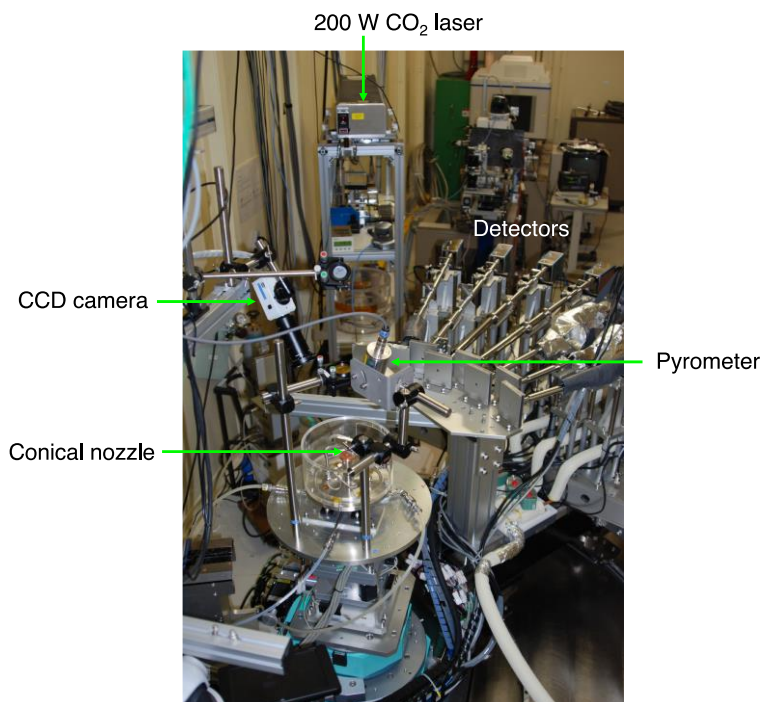 200 W CO₂ laser
Detectors
CCD camera
Pyrometer
Conical nozzle